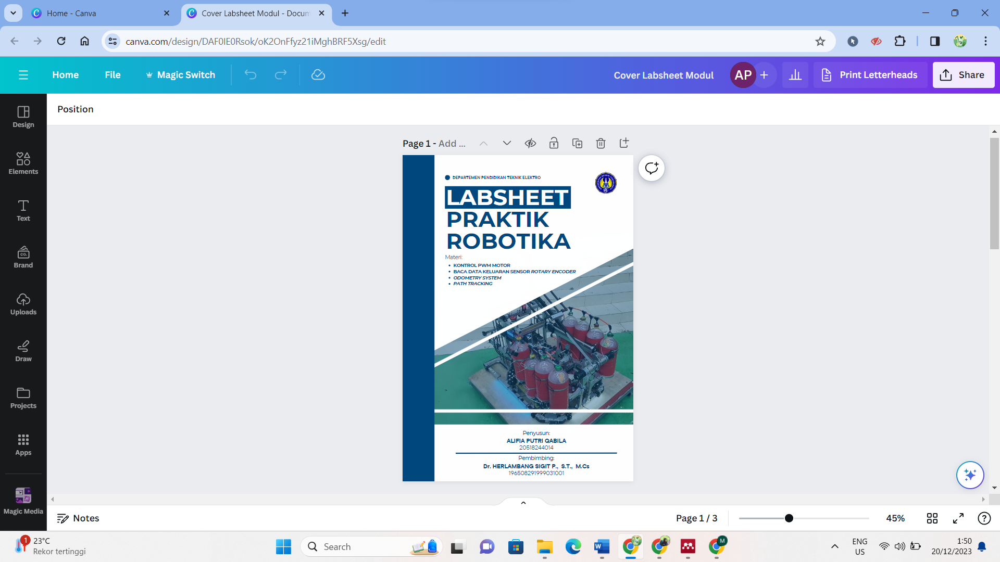 Home - Canva
Cover Labsheet Modul - Docum
canva.com/design/DAF0IE0Rsok/oK2OnFfyz21iMghBRF5Xsg/edit
Home
File
Magic Switch
Cover Labsheet Modul
AP
Print Letterheads
Share
Position
Design
Elements
Text
CO.
Brand
Uploads
Draw
Projects
Apps
Magic Media
Page 1 - Add ...
DEPARTEMEN PENDIDIKAN TEKNIK ELEKTRO
LABSHEET
PRAKTIK
ROBOTIKA
Materi:
• KONTROL PWM MOTOR
• BACA DATA KELUARAN SENSOR ROTARY ENCODER
• ODOMETRY SYSTEM
• PATH TRACKING
Penyusun:
ALIFIA PUTRI QABILA
20518244014
Pembimbing:
Dr. HERLAMBANG SIGIT P., S.T., M.Cs
196508291999031001
Notes
Page 1 / 3
45%
1
23°C
Rekor tertinggi
Search
M
ENG
US
1:50
20/12/2023